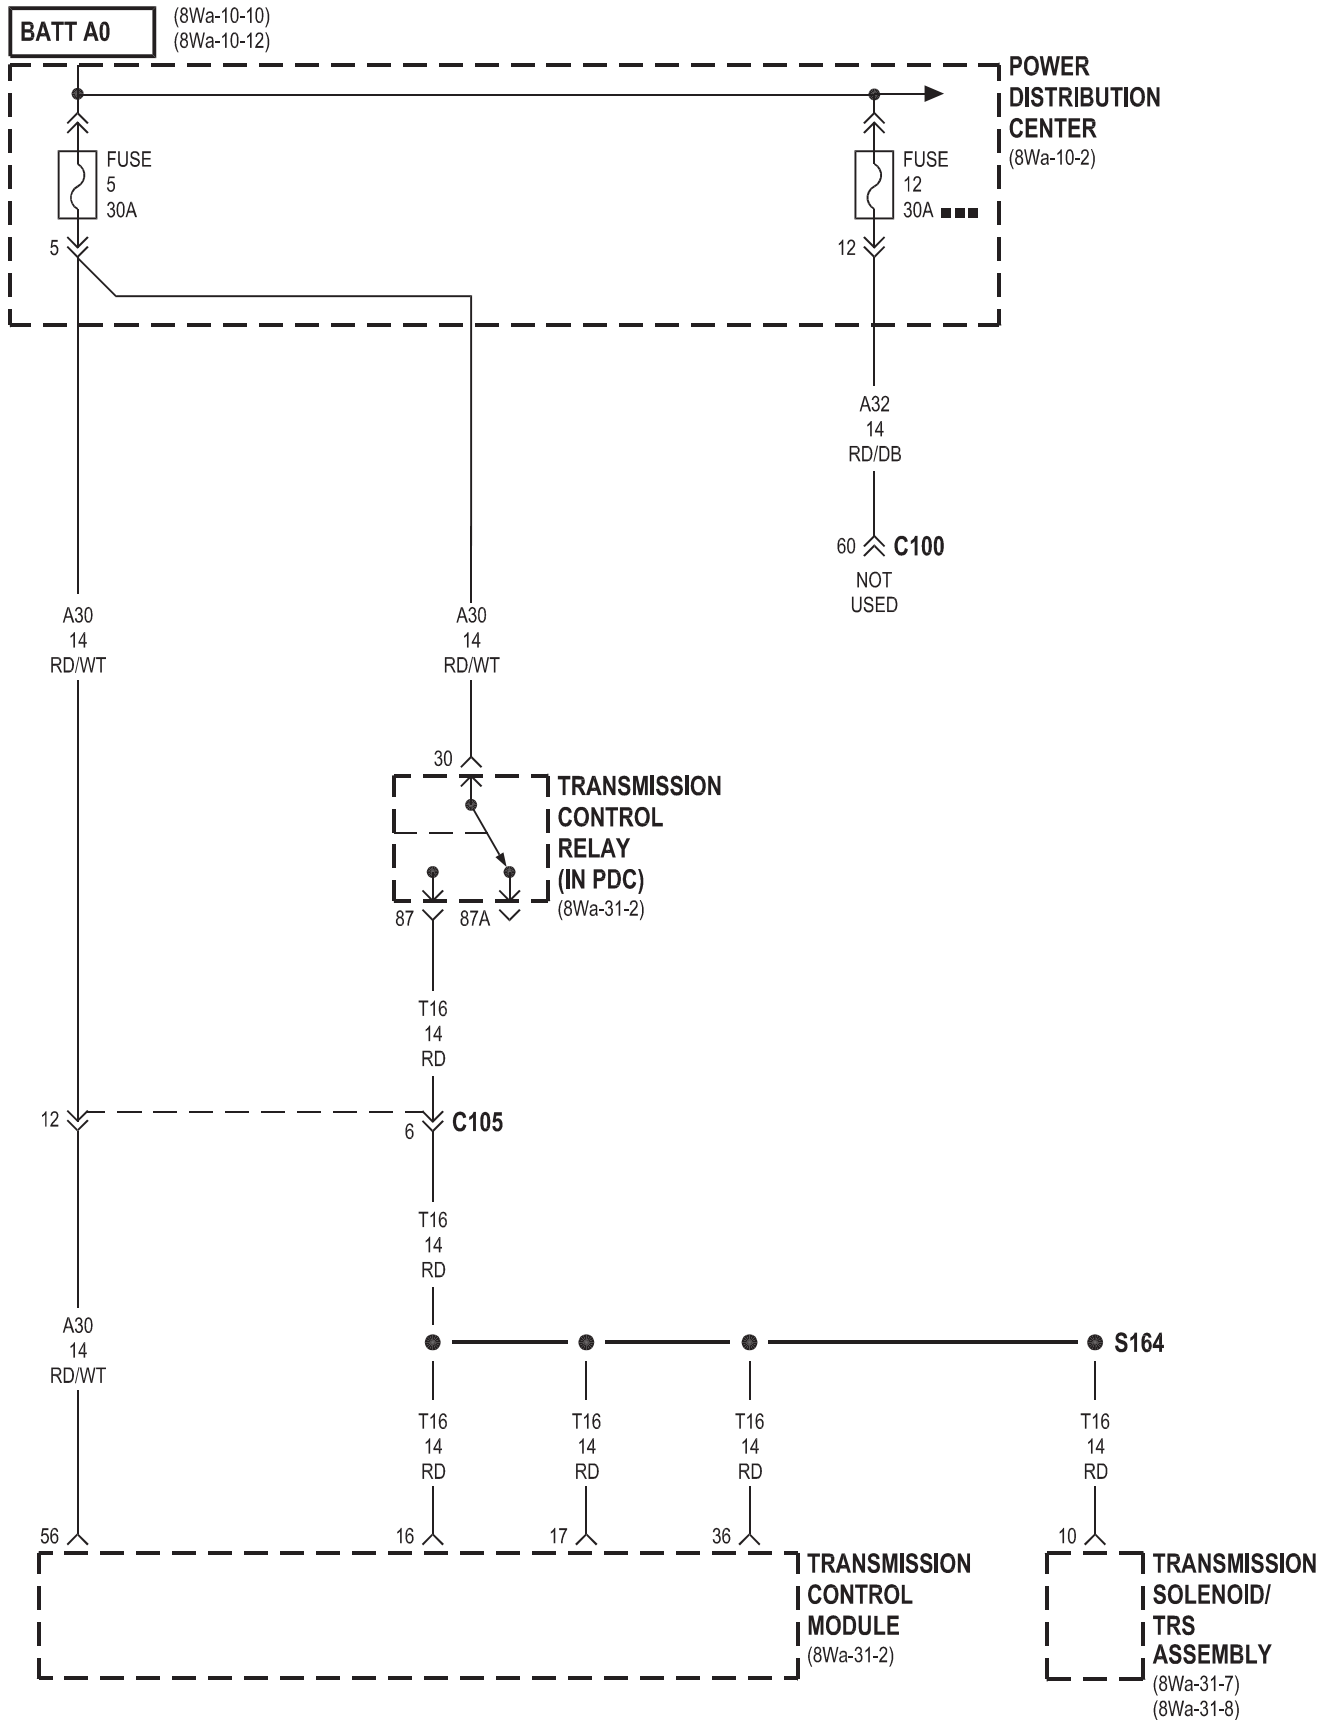 BATT A0
(8Wa-10-10)
(8Wa-10-12)
POWER
DISTRIBUTION
CENTER
(8Wa-10-2)
FUSE
5
30A
FUSE
12
30A
5
12
A32
14
RD/DB
60
C100
NOT
USED
A30
14
RD/WT
A30
14
RD/WT
30
TRANSMISSION
CONTROL
RELAY
(IN PDC)
(8Wa-31-2)
87
87A
T16
14
RD
12
6
C105
T16
14
RD
A30
14
RD/WT
S164
T16
14
RD
T16
14
RD
T16
14
RD
T16
14
RD
56
16
17
36
10
TRANSMISSION
CONTROL
MODULE
(8Wa-31-2)
TRANSMISSION
SOLENOID/
TRS
ASSEMBLY
(8Wa-31-7)
(8Wa-31-8)